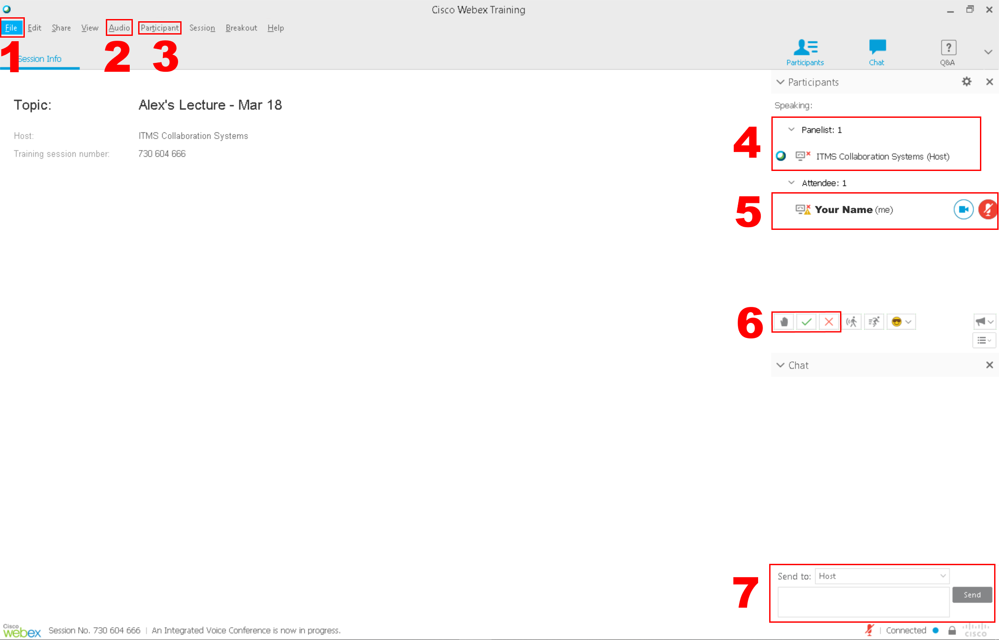 Cisco Webex Training
File Edit Share View Audio Participant Session Breakout Help
1 2 3
Session Info
Participants Chat Q&A
Participants
Speaking:
Topic: Alex's Lecture - Mar 18
Host: ITMS Collaboration Systems
Training session number: 730 604 666
4
Panelist: 1
ITMS Collaboration Systems (Host)
Attendee: 1
5
Your Name (me)
6
Chat
7
Send to: Host
Send
Cisco webex Session No. 730 604 666 | An Integrated Voice Conference is now in progress.
| Connected
CISCO